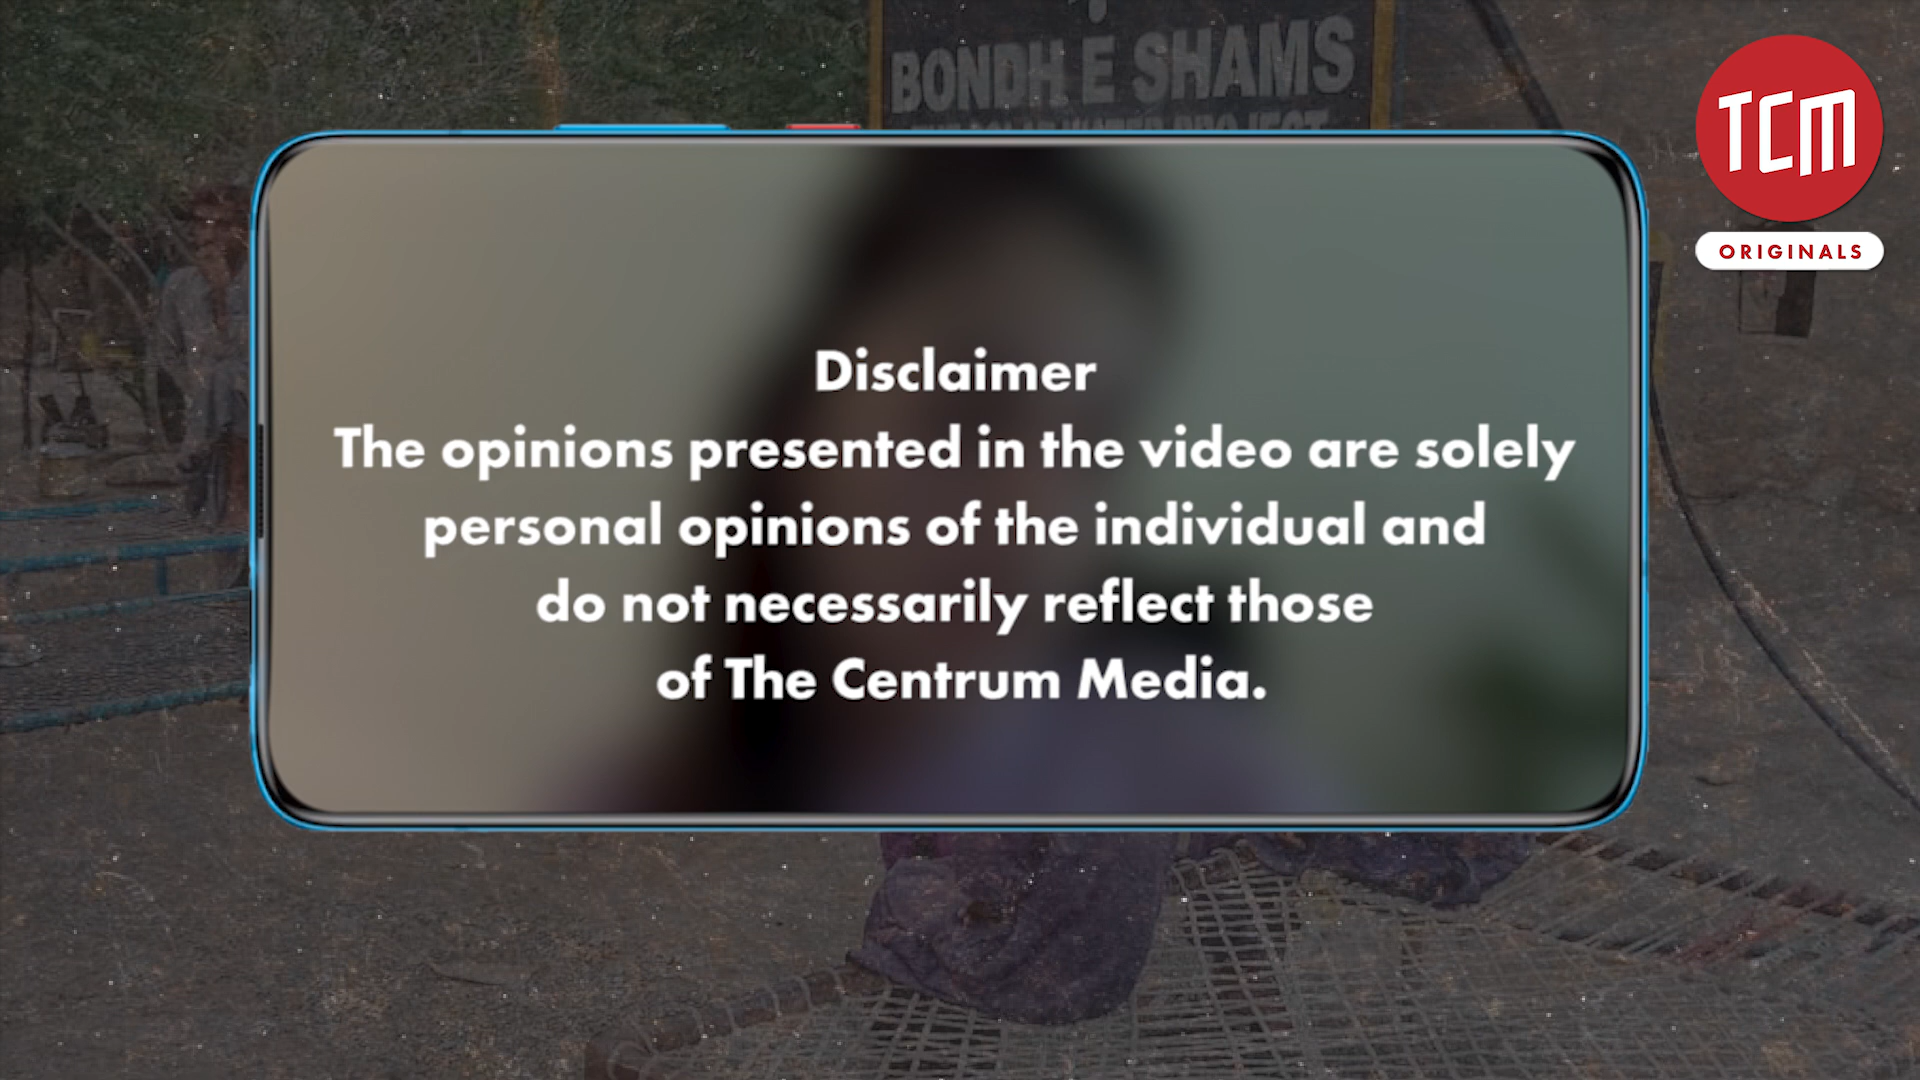 BONDH E SHAMS
TCM
ORIGINALS
Disclaimer
The opinions presented in the video are solely
personal opinions of the individual and
do not necessarily reflect those
of The Centrum Media.